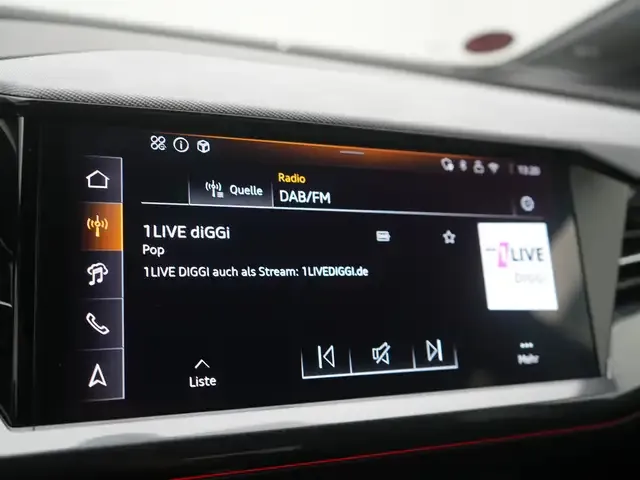 13:20
Radio
Quelle
DAB/FM
1LIVE diGGi
Pop
1LIVE DIGGI auch als Stream: 1LIVEDIGGI.de
1LIVE
DIGGI
Liste
Mehr